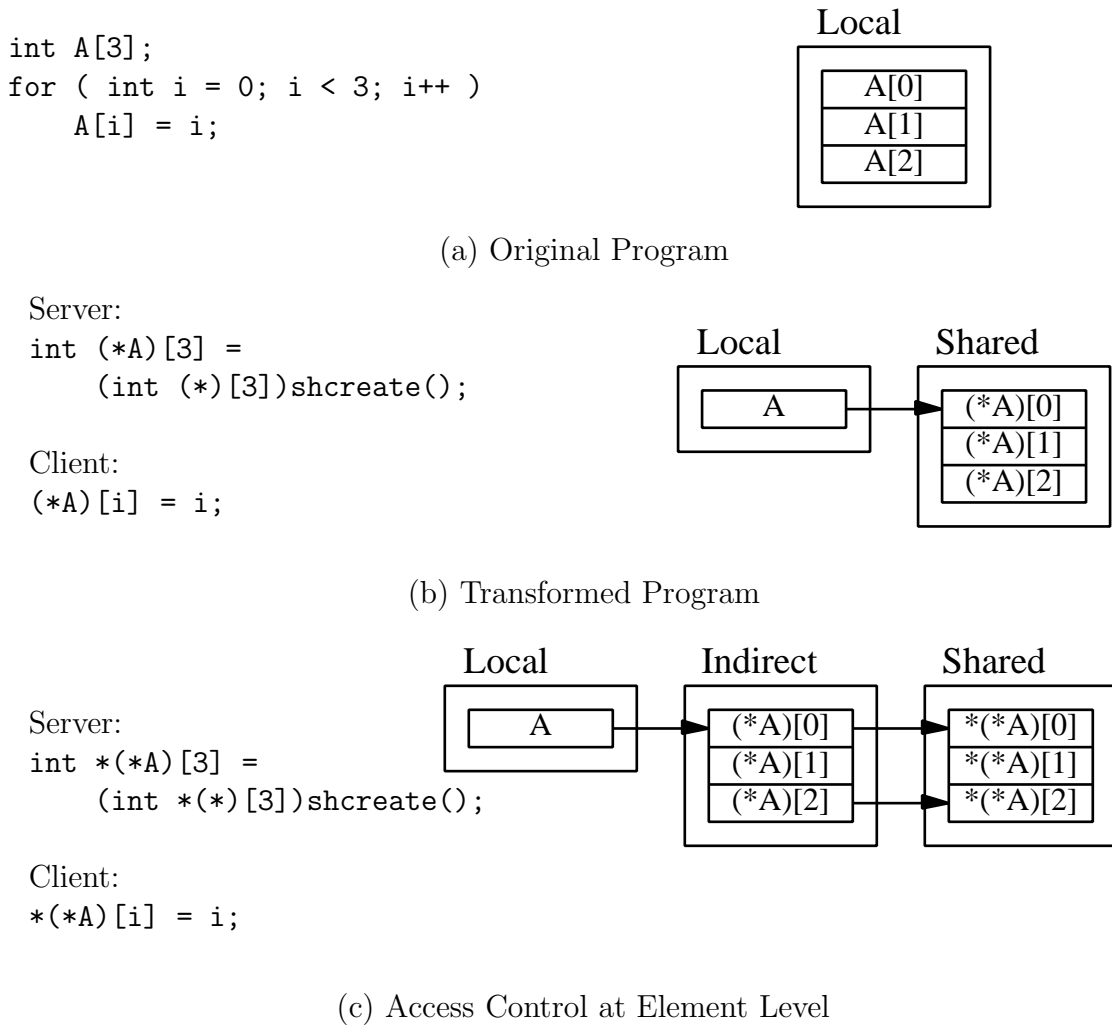 int A[3];
for ( int i = 0; i < 3; i++ )
A[i] = i;
Local
A[0]
A[1]
A[2]
(a) Original Program
Server:
int (*A)[3] =
(int (*)[3])shcreate();
Client:
(*A)[i] = i;
Local
A
Shared
(*A)[0]
(*A)[1]
(*A)[2]
(b) Transformed Program
Server:
int *(*A)[3] =
(int *(*)[3])shcreate();
Client:
*(*A)[i] = i;
Local
A
Indirect
(*A)[0]
(*A)[1]
(*A)[2]
Shared
*(*A)[0]
*(*A)[1]
*(*A)[2]
(c) Access Control at Element Level